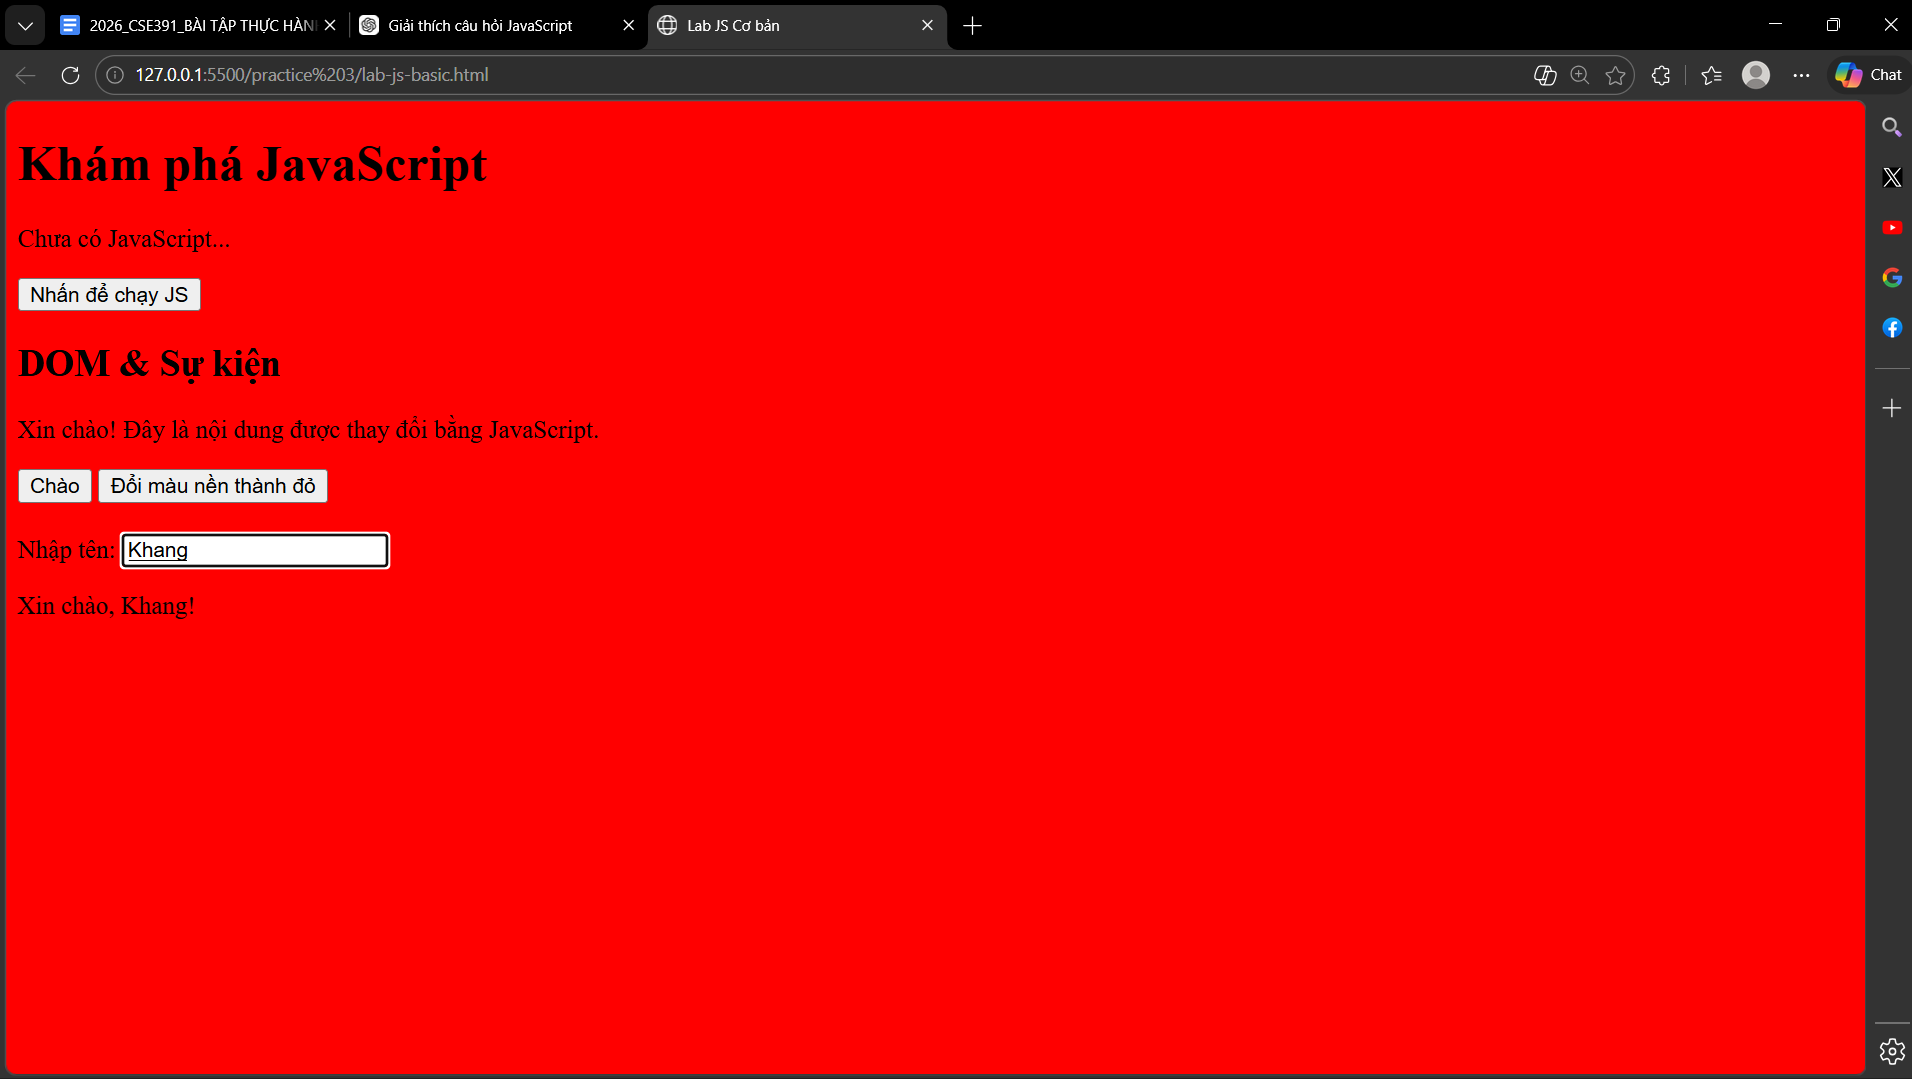 2026_CSE391_BÀI TẬP THỰC HÀNH
Giải thích câu hỏi JavaScript
Lab JS Cơ bản
127.0.0.1:5500/practice%203/lab-js-basic.html
Chat
Khám phá JavaScript
Chưa có JavaScript...
Nhấn để chạy JS
DOM & Sự kiện
Xin chào! Đây là nội dung được thay đổi bằng JavaScript.
Chào Đổi màu nền thành đỏ
Nhập tên: Khang
Xin chào, Khang!